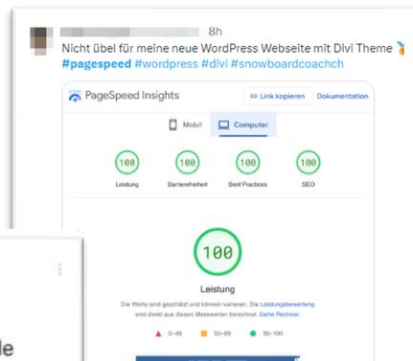 8h
Nicht übel für meine neue WordPress Webseite mit Divi Theme
#pagespeed #wordpress #divi #snowboardcoachch
PageSpeed Insights
Link kopieren
Dokumentation
Mobil
Computer
100
100
100
100
Leistung
Barrierefreiheit
Best Practices
SEO
100
Leistung
Die Werte sind geschätzt und können variieren. Die Leistungsbewertung
wird direkt aus diesen Messwerten berechnet. Siehe Rechner.
0–49
50–89
90–100
le